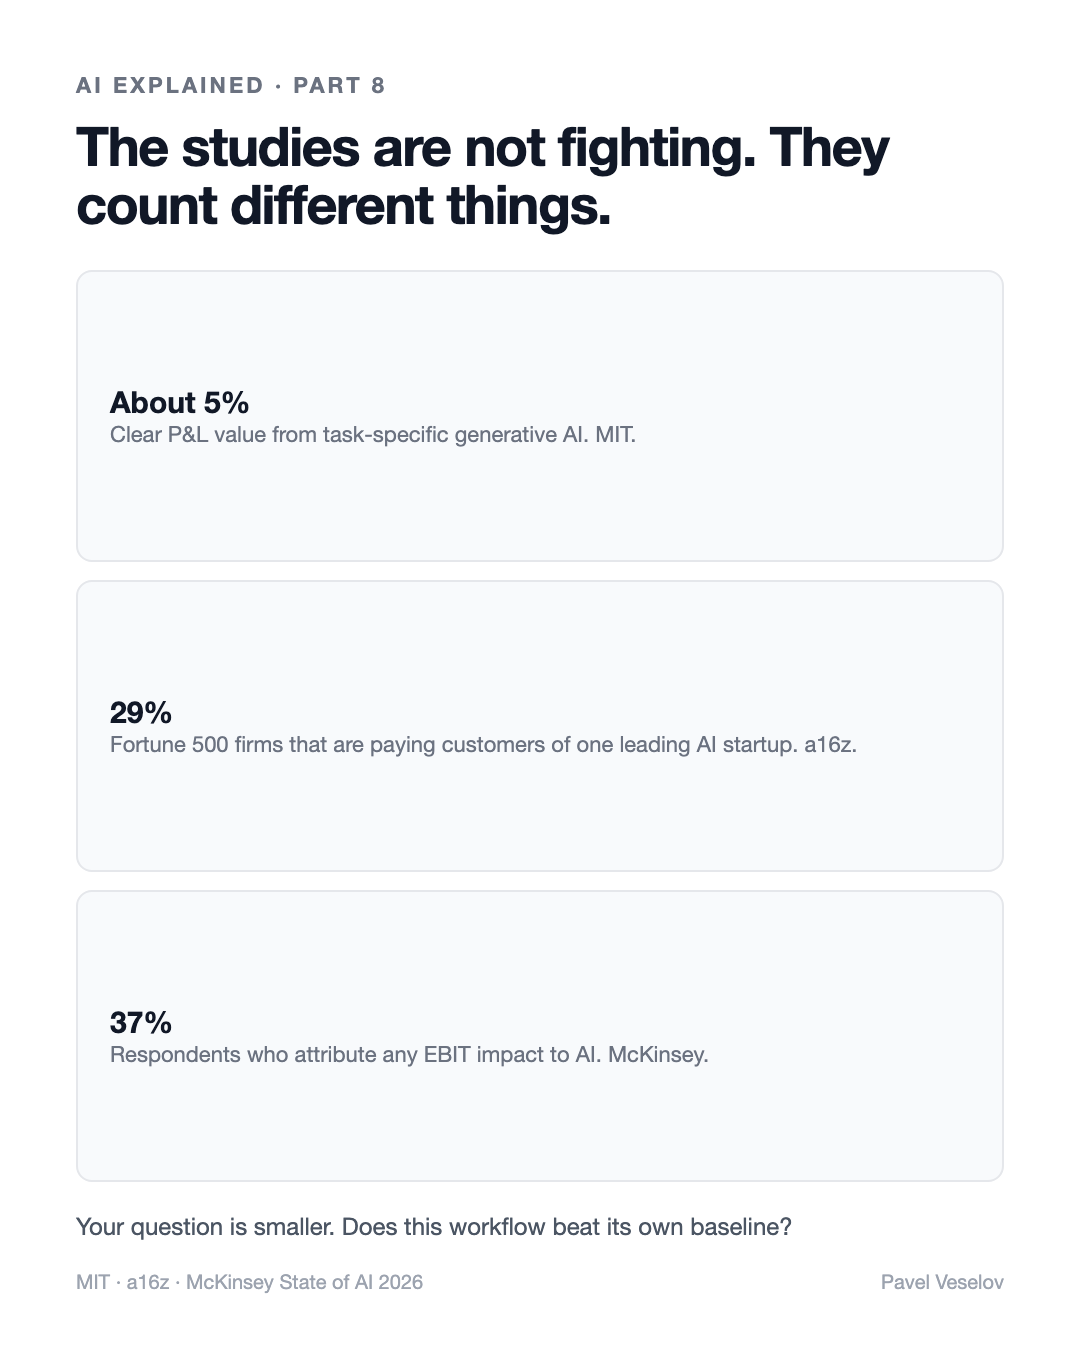 AI EXPLAINED · PART 8
The studies are not fighting. They
count different things.
About 5%
Clear P&L value from task-specific generative AI. MIT.
29%
Fortune 500 firms that are paying customers of one leading AI startup. a16z.
37%
Respondents who attribute any EBIT impact to AI. McKinsey.
Your question is smaller. Does this workflow beat its own baseline?
MIT · a16z · McKinsey State of AI 2026
Pavel Veselov